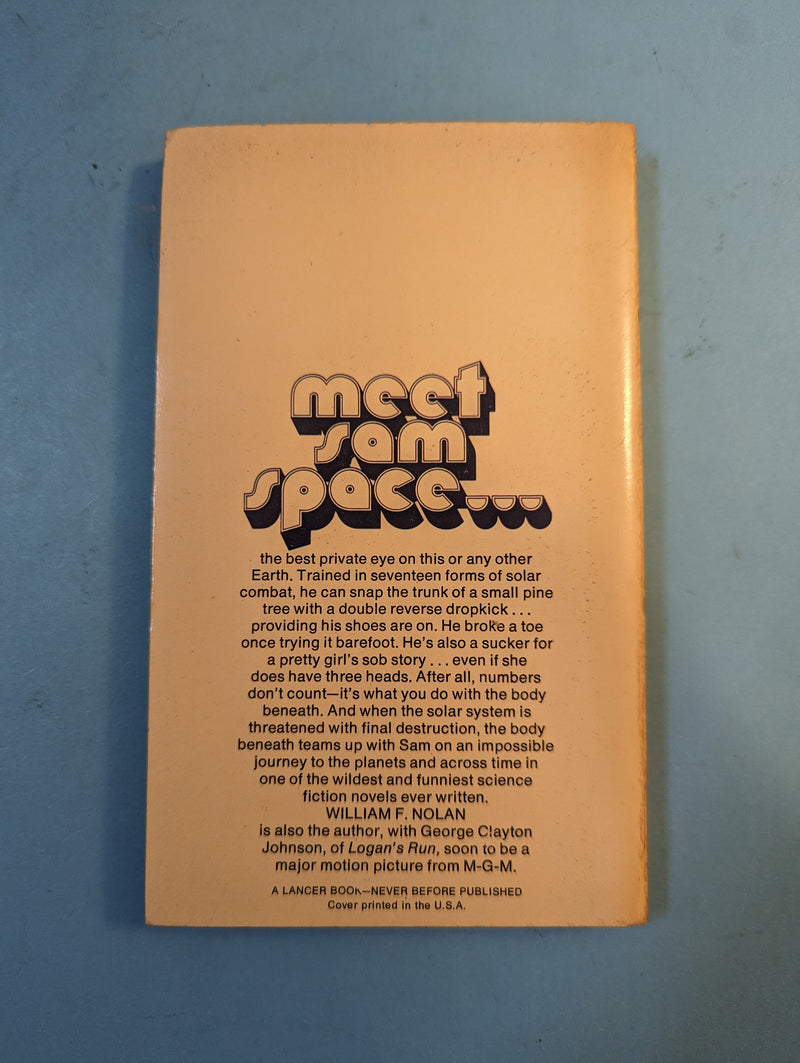 meet
sam
space...
the best private eye on this or any other
Earth. Trained in seventeen forms of solar
combat, he can snap the trunk of a small pine
tree with a double reverse dropkick . . .
providing his shoes are on. He broke a toe
once trying it barefoot. He's also a sucker for
a pretty girl's sob story . . . even if she
does have three heads. After all, numbers
don't count—it's what you do with the body
beneath. And when the solar system is
threatened with final destruction, the body
beneath teams up with Sam on an impossible
journey to the planets and across time in
one of the wildest and funniest science
fiction novels ever written.
WILLIAM F. NOLAN
is also the author, with George Clayton
Johnson, of Logan's Run, soon to be a
major motion picture from M-G-M.
A LANCER BOOK—NEVER BEFORE PUBLISHED
Cover printed in the U.S.A.